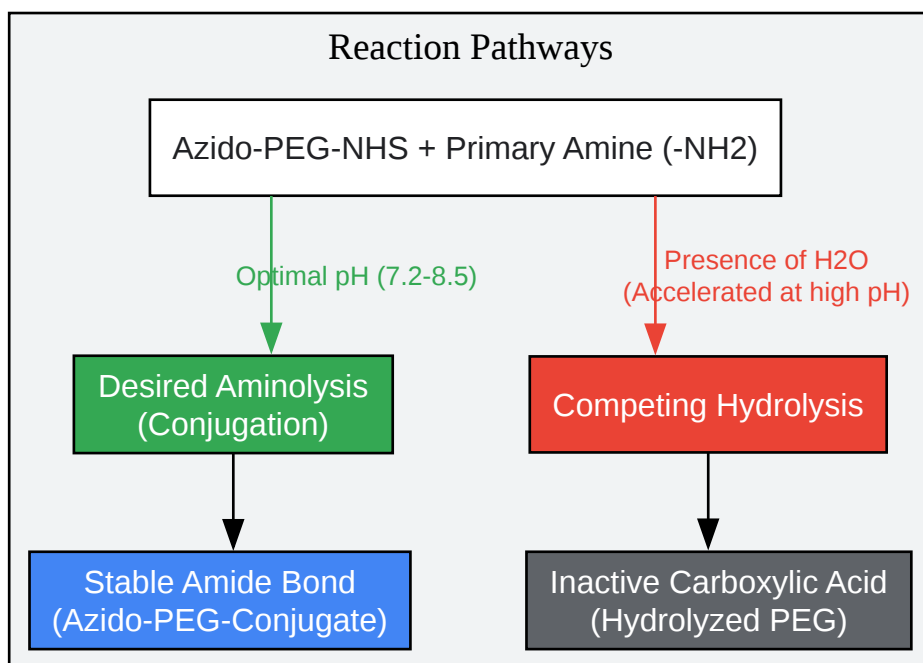 Reaction Pathways
Azido-PEG-NHS + Primary Amine (-NH2)
Optimal pH (7.2-8.5)
Presence of H2O
(Accelerated at high pH)
Desired Aminolysis
(Conjugation)
Competing Hydrolysis
Stable Amide Bond
(Azido-PEG-Conjugate)
Inactive Carboxylic Acid
(Hydrolyzed PEG)